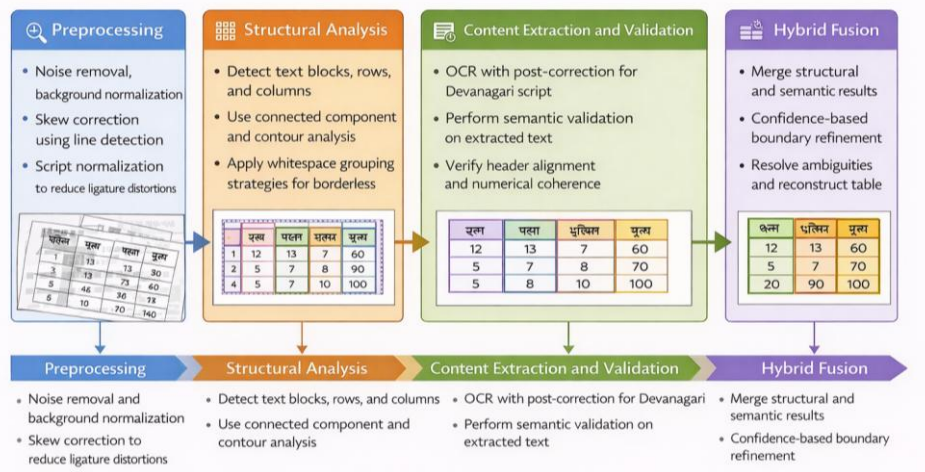 Preprocessing
Noise removal,
background normalization
Skew correction
using line detection
Script normalization
to reduce ligature distortions
मूल्य
1 13 13 30
Structural Analysis
Detect text blocks, rows,
and columns
Use connected component
and contour analysis
Apply whitespace grouping
strategies for borderless
मूल्य
1 12 13 7 60
2 5 7 8 90
4 5 7 10 100
Content Extraction and Validation
OCR with post-correction for
Devanagari script
Perform semantic validation
on extracted text
Verify header alignment
and numerical coherence
मूल्य
12 13 7 60
5 7 8 70
5 8 10 100
Hybrid Fusion
Merge structural
and semantic results
Confidence-based
boundary refinement
Resolve ambiguities
and reconstruct table
मूल्य
12 13 60
5 7 70
20 90 100
Preprocessing
Structural Analysis
Content Extraction and Validation
Hybrid Fusion
Noise removal and
background normalization
Skew correction to
reduce ligature distortions
Detect text blocks, rows, and columns
Use connected component and
contour analysis
OCR with post-correction for Devanagari
Perform semantic validation on
extracted text
Merge structural and
semantic results
Confidence-based boundary
refinement